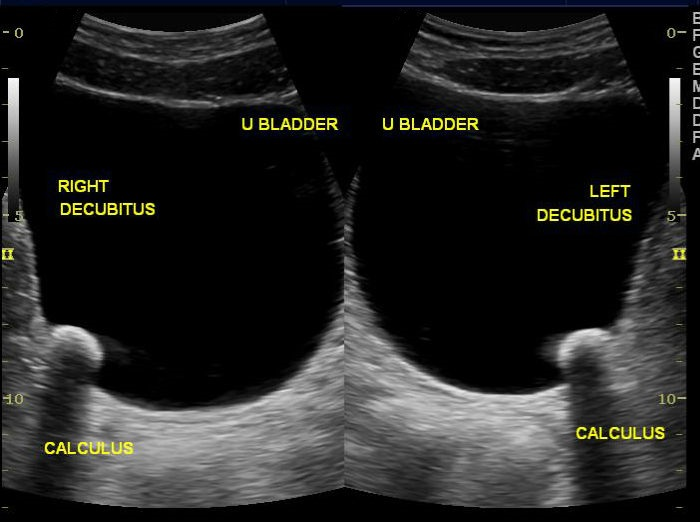 0
0
U BLADDER
U BLADDER
RIGHT
DECUBITUS
LEFT
DECUBITUS
5
5
10
10
CALCULUS
CALCULUS
B
F
G
E
M
D
D
F
A